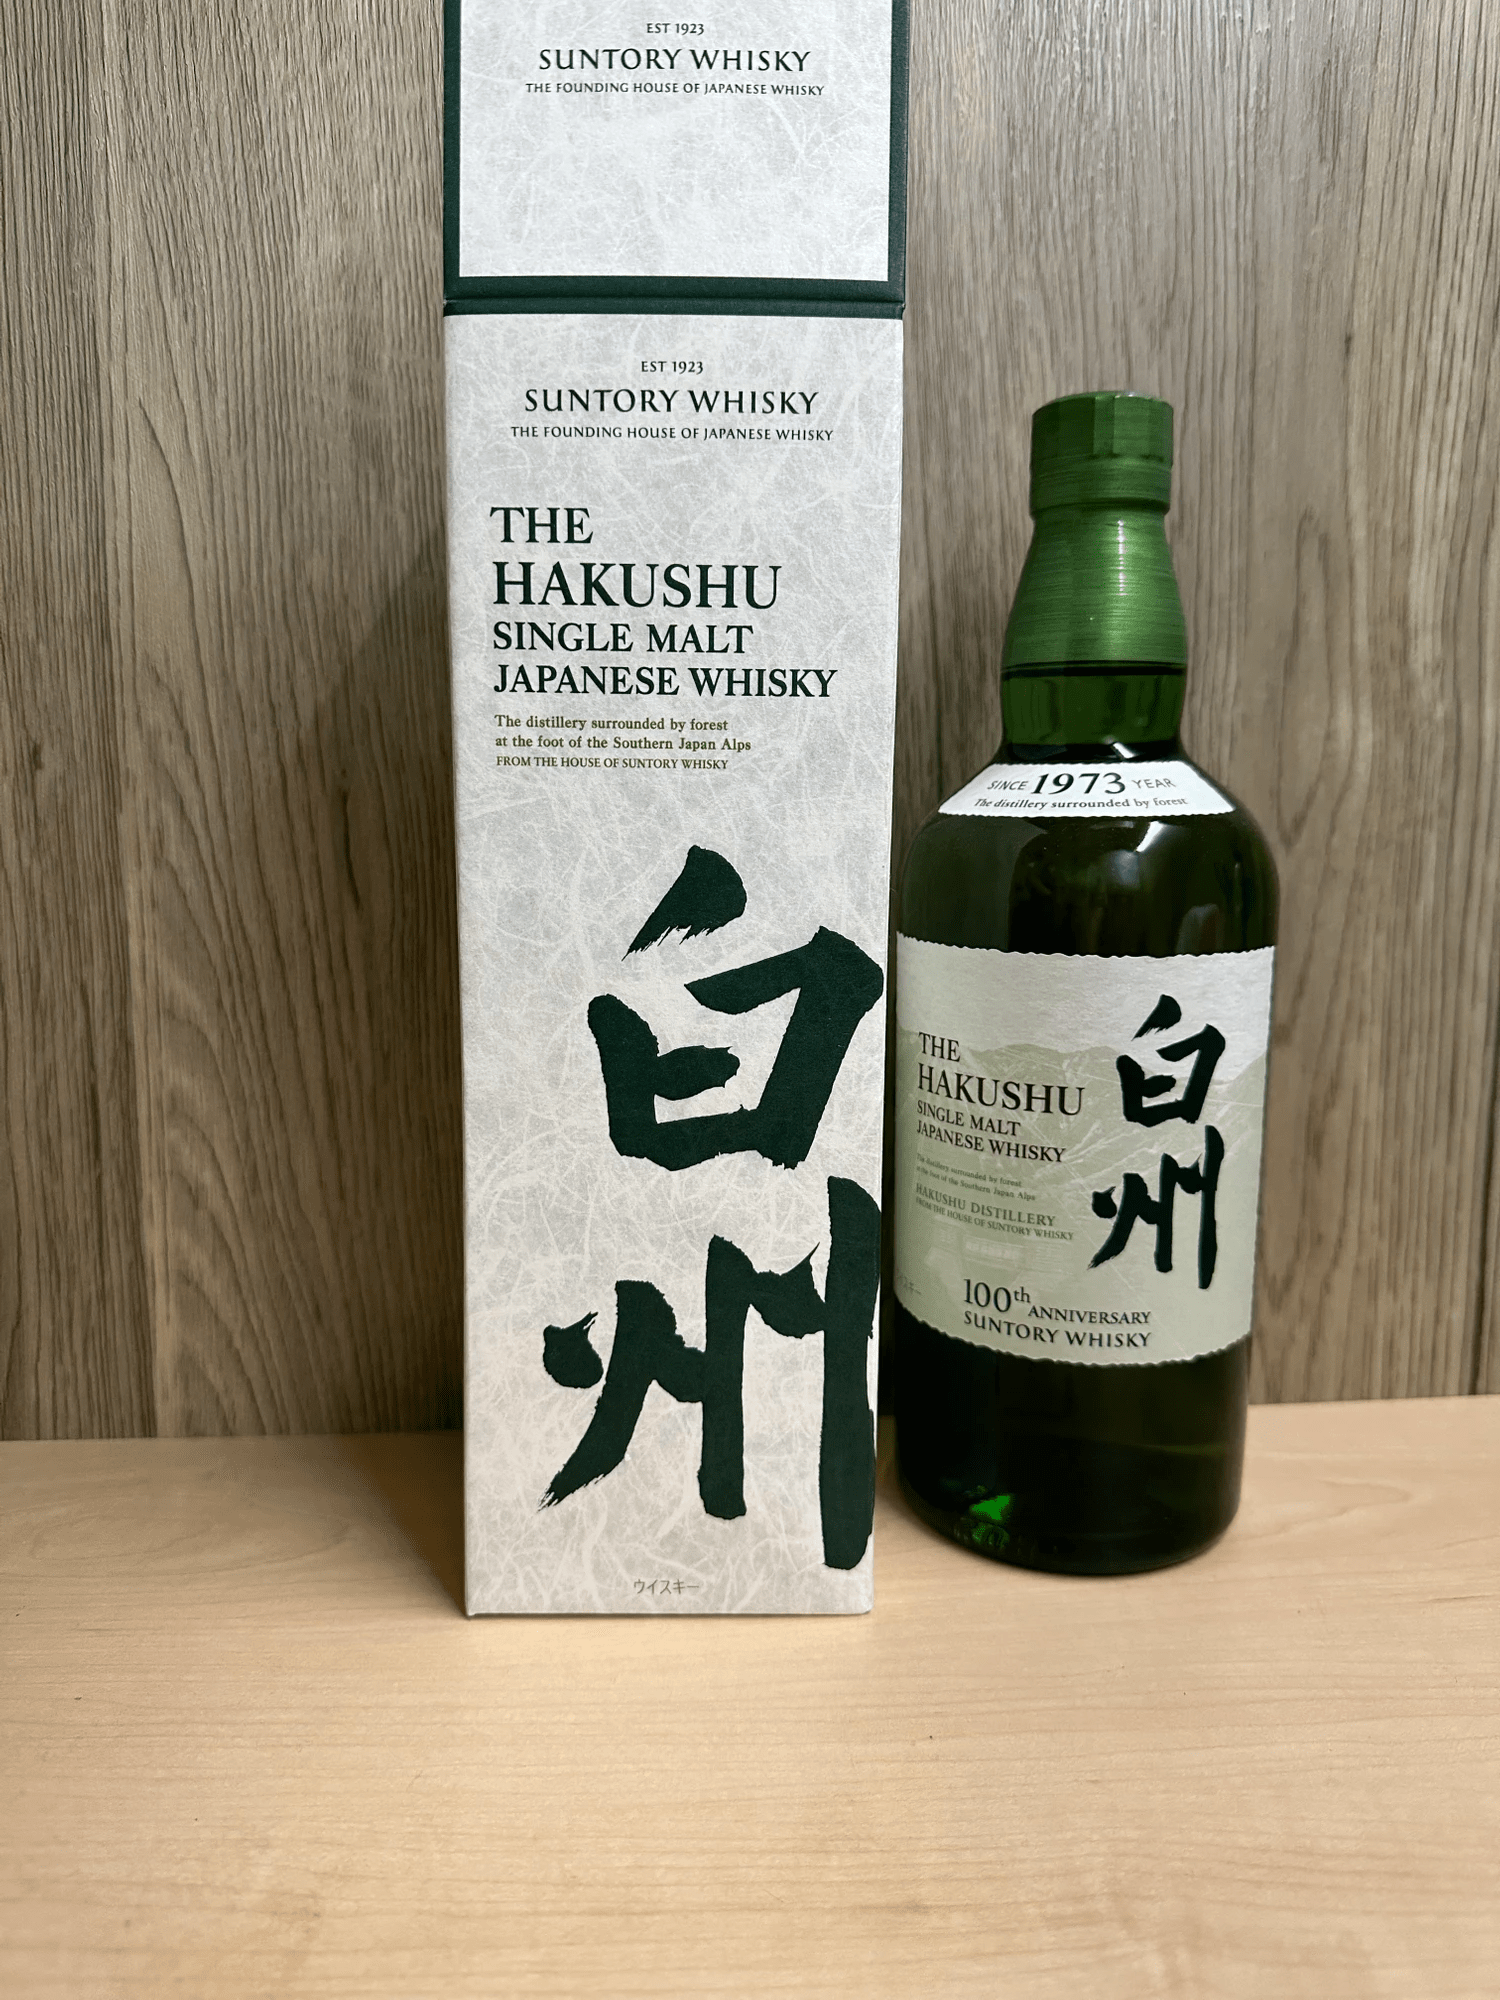 EST 1923
SUNTORY WHISKY
THE FOUNDING HOUSE OF JAPANESE WHISKY
EST 1923
SUNTORY WHISKY
THE FOUNDING HOUSE OF JAPANESE WHISKY
THE
HAKUSHU
SINGLE MALT
JAPANESE WHISKY
The distillery surrounded by forest
at the foot of the Southern Japan Alps
FROM THE HOUSE OF SUNTORY WHISKY
白州
ウイスキー
SINCE 1973 YEAR
The distillery surrounded by forest
THE
HAKUSHU
SINGLE MALT
JAPANESE WHISKY
The distillery surrounded by forest
at the foot of the Southern Japan Alps
HAKUSHU DISTILLERY
FROM THE HOUSE OF SUNTORY WHISKY
白州
100th ANNIVERSARY
SUNTORY WHISKY